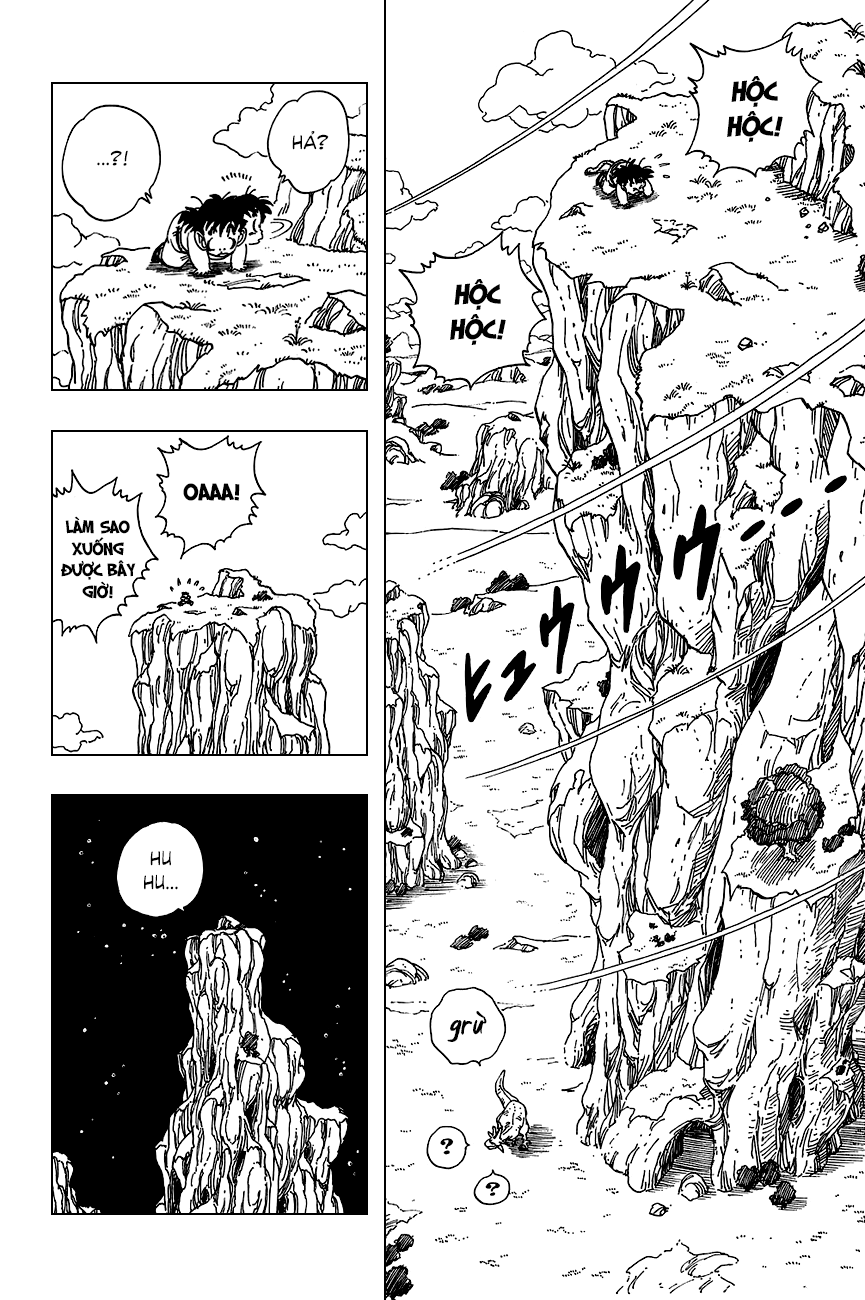 HỘC
HỘC!
HỘC
HỘC!
ヒュウウウー---
grừ
?
?
HẢ?
...?!
OAAA!
LÀM SAO
XUỐNG
ĐƯỢC BÂY
GIỜ!
HU
HU...